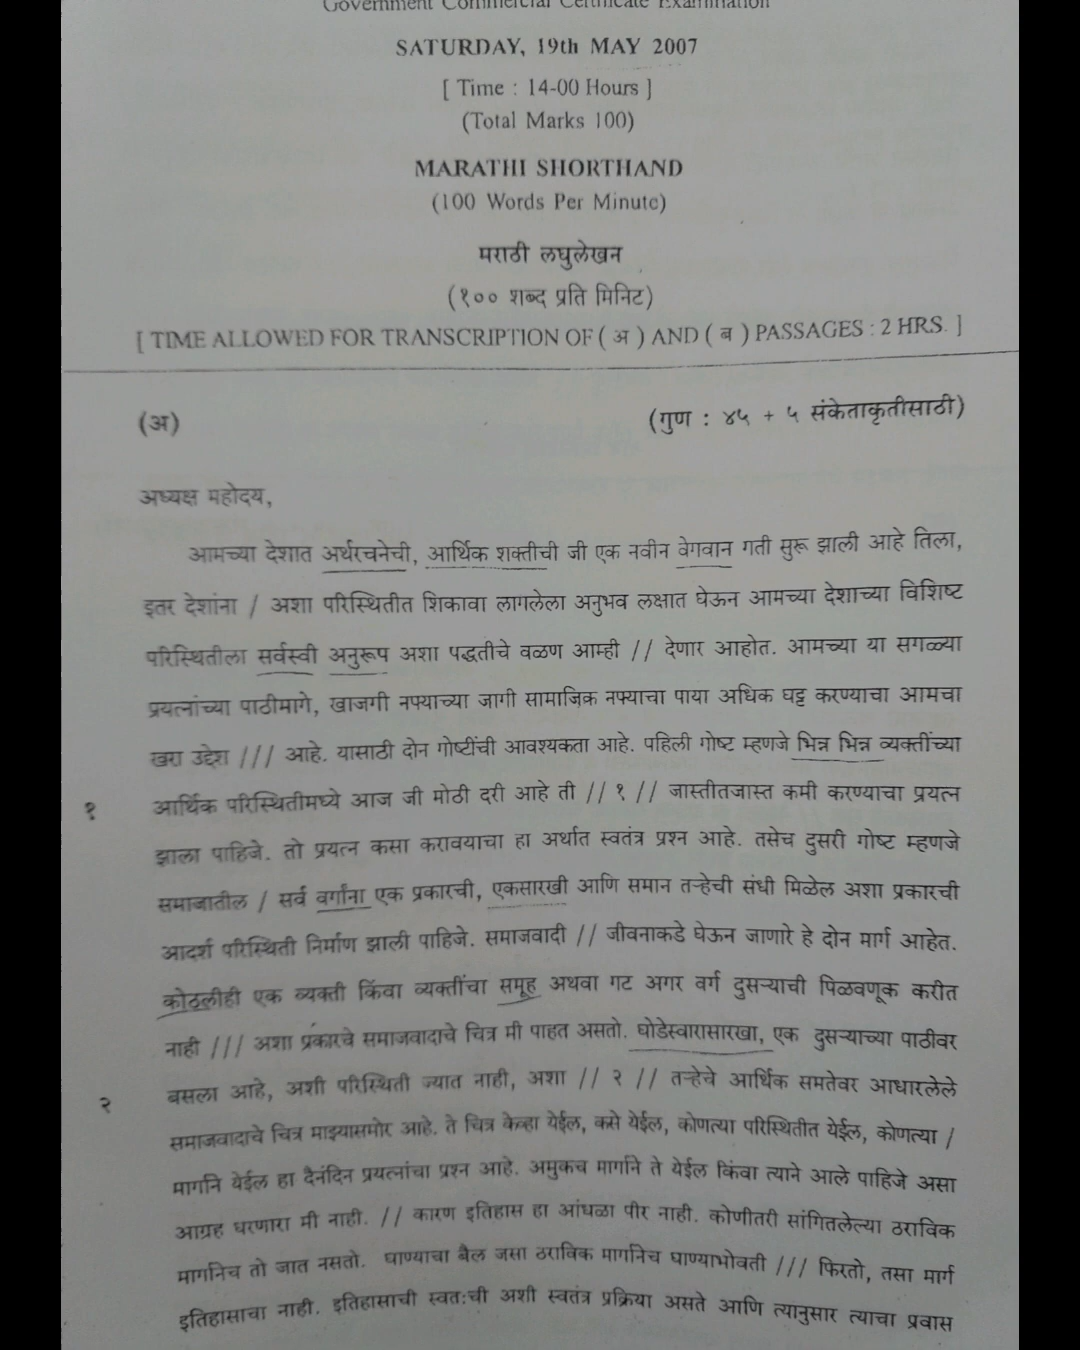 Government Commercial Certificate Examination
SATURDAY, 19th MAY 2007
[ Time : 14-00 Hours ]
(Total Marks 100)
MARATHI SHORTHAND
(100 Words Per Minute)
मराठी लघुलेखन
(१०० शब्द प्रति मिनिट)
[ TIME ALLOWED FOR TRANSCRIPTION OF ( अ ) AND ( ब ) PASSAGES : 2 HRS. ]
(अ) (गुण : ४५ + ५ संकेताकृतीसाठी)
अध्यक्ष महोदय,
आमच्या देशात अर्थरचनेची, आर्थिक शक्तीची जी एक नवीन वेगवान गती सुरू झाली आहे तिला,
इतर देशांना / अशा परिस्थितीत शिकावा लागलेला अनुभव लक्षात घेऊन आमच्या देशाच्या विशिष्ट
परिस्थितीला सर्वस्वी अनुरूप अशा पद्धतीचे वळण आम्ही // देणार आहोत. आमच्या या सगळ्या
प्रयत्नांच्या पाठीमागे, खाजगी नफ्याच्या जागी सामाजिक नफ्याचा पाया अधिक घट्ट करण्याचा आमचा
खरा उद्देश /// आहे. यासाठी दोन गोष्टींची आवश्यकता आहे. पहिली गोष्ट म्हणजे भिन्न भिन्न व्यक्तींच्या
१ आर्थिक परिस्थितीमध्ये आज जी मोठी दरी आहे ती // १ // जास्तीतजास्त कमी करण्याचा प्रयत्न
झाला पाहिजे. तो प्रयत्न कसा करावयाचा हा अर्थात स्वतंत्र प्रश्न आहे. तसेच दुसरी गोष्ट म्हणजे
समाजातील / सर्व वर्गांना एक प्रकारची, एकसारखी आणि समान तऱ्हेची संधी मिळेल अशा प्रकारची
आदर्श परिस्थिती निर्माण झाली पाहिजे. समाजवादी // जीवनाकडे घेऊन जाणारे हे दोन मार्ग आहेत.
कोठलीही एक व्यक्ती किंवा व्यक्तींचा समूह अथवा गट अगर वर्ग दुसऱ्याची पिळवणूक करीत
नाही /// अशा प्रकारचे समाजवादाचे चित्र मी पाहत असतो. घोडेस्वारासारखा, एक दुसऱ्याच्या पाठीवर
२ बसला आहे, अशी परिस्थिती ज्यात नाही, अशा // २ // तऱ्हेचे आर्थिक समतेवर आधारलेले
समाजवादाचे चित्र माझ्यासमोर आहे. ते चित्र केव्हा येईल, कसे येईल, कोणत्या परिस्थितीत येईल, कोणत्या /
मार्गाने येईल हा दैनंदिन प्रयत्नांचा प्रश्न आहे. अमुकच मार्गाने ते येईल किंवा त्याने आले पाहिजे असा
आग्रह धरणारा मी नाही. // कारण इतिहास हा आंधळा पीर नाही. कोणीतरी सांगितलेल्या ठराविक
मार्गानेच तो जात नसतो. घाण्याचा बैल जसा ठराविक मार्गानेच घाण्याभोवती /// फिरतो, तसा मार्ग
इतिहासाचा नाही. इतिहासाची स्वतःची अशी स्वतंत्र प्रक्रिया असते आणि त्यानुसार त्याचा प्रवास